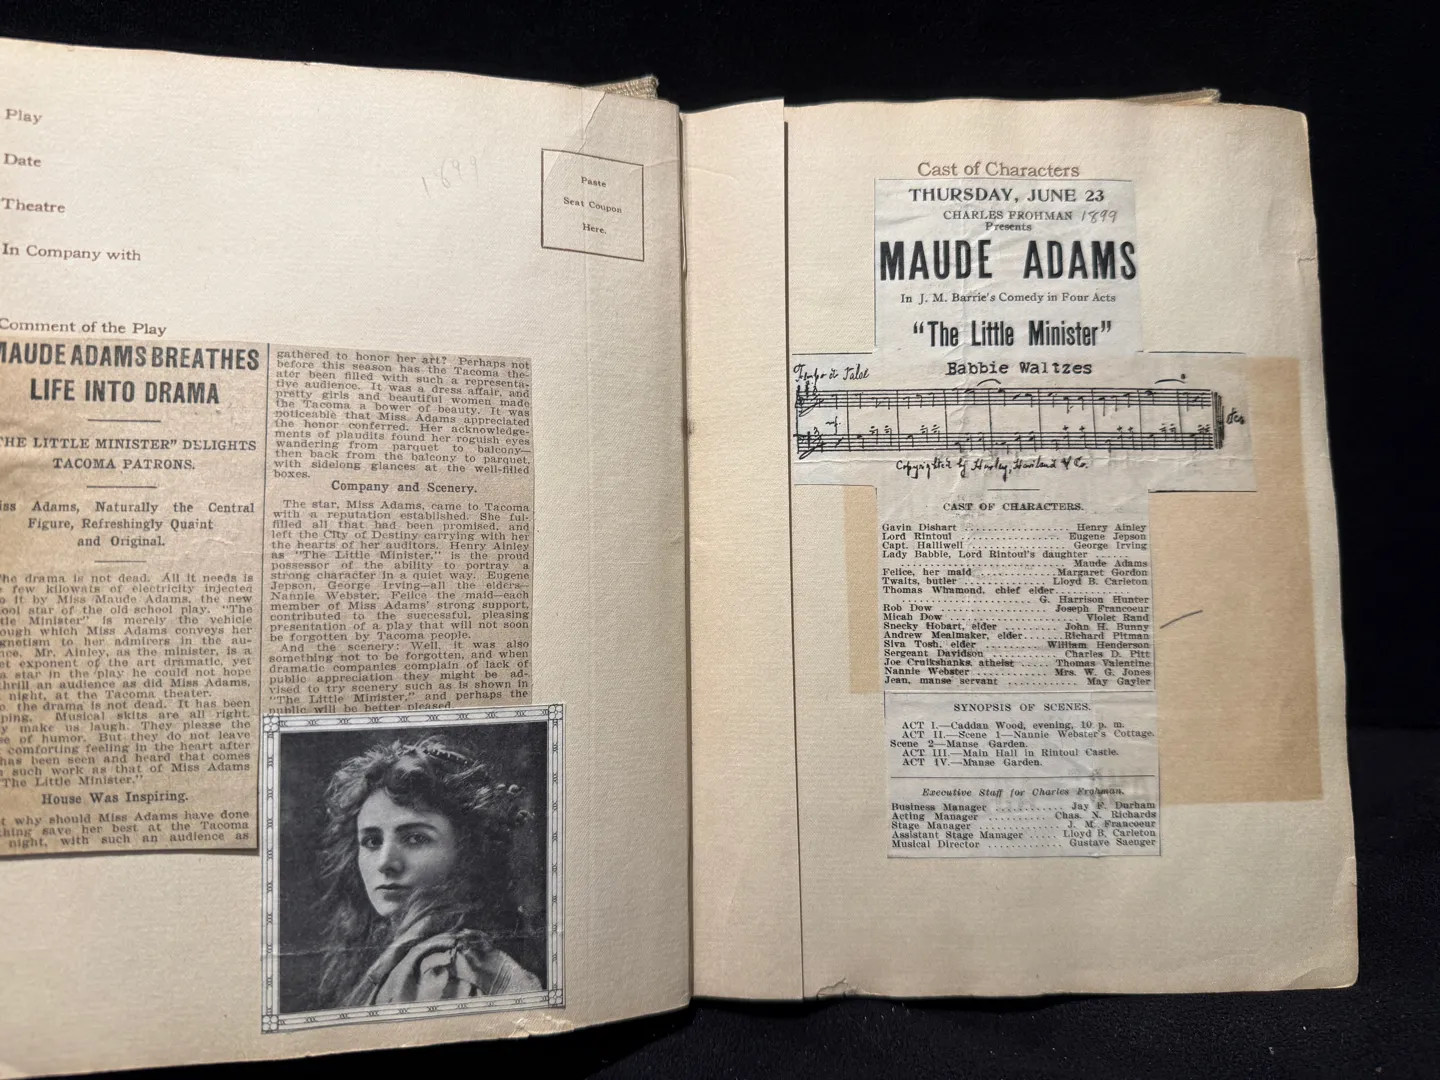 Play
Date
Theatre
In Company with
1899
Paste
Seat Coupon
Here.
Comment of the Play
MAUDE ADAMS BREATHES
LIFE INTO DRAMA
HE LITTLE MINISTER" DELIGHTS
TACOMA PATRONS.
iss Adams, Naturally the Central
Figure, Refreshingly Quaint
and Original.
he drama is not dead. All it needs is
few kilowats of electricity injected
o it by Miss Maude Adams, the new
ool star of the old school play. "The
tle Minister" is merely the vehicle
ough which Miss Adams conveys her
gnetism to her admirers in the au-
nce. Mr. Ainley, as the minister, is a
et exponent of the art dramatic, yet
a star in the play he could not hope
thrill an audience as did Miss Adams,
night, at the Tacoma theater.
o the drama is not dead. It has been
ping. Musical skits are all right.
y make us laugh. They please the
se of humor. But they do not leave
comforting feeling in the heart after
has been seen and heard that comes
such work as that of Miss Adams
"The Little Minister."
House Was Inspiring.
t why should Miss Adams have done
thing save her best at the Tacoma
night, with such an audience as
gathered to honor her art? Perhaps not
before this season has the Tacoma the-
ater been filled with such a representa-
tive audience. It was a dress affair, and
pretty girls and beautiful women made
the Tacoma a bower of beauty. It was
noticeable that Miss Adams appreciated
the honor conferred. Her acknowledge-
ments of plaudits found her roguish eyes
wandering from parquet to balcony—
then back from the balcony to parquet,
with sidelong glances at the well-filled
boxes.
Company and Scenery.
The star, Miss Adams, came to Tacoma
with a reputation established. She ful-
filled all that had been promised, and
left the City of Destiny carrying with her
the hearts of her auditors. Henry Ainley
as "The Little Minister," is the proud
possessor of the ability to portray a
strong character in a quiet way. Eugene
Jepson, George Irving—all the elders—
Nannie Webster, Felice the maid—each
member of Miss Adams' strong support,
contributed to the successful, pleasing
presentation of a play that will not soon
be forgotten by Tacoma people.
And the scenery: Well, it was also
something not to be forgotten, and when
dramatic companies complain of lack of
public appreciation they might be ad-
vised to try scenery such as is shown in
"The Little Minister," and perhaps the
public will be better pleased.
Cast of Characters
THURSDAY, JUNE 23
CHARLES FROHMAN 1899
Presents
MAUDE ADAMS
In J. M. Barrie's Comedy in Four Acts
"The Little Minister"
Babbie Waltzes
Tempo di Valse
mf
etc
Copyrighted by Haviland & Co.
CAST OF CHARACTERS.
Gavin Dishart .................. Henry Ainley
Lord Rintoul .................. Eugene Jepson
Capt. Halliwell ................ George Irving
Lady Babbie, Lord Rintoul's daughter .....
..................... Maude Adams
Felice, her maid ........... Margaret Gordon
Twaits, butler ............. Lloyd B. Carleton
Thomas Whamond, chief elder............
..................... G. Harrison Hunter
Rob Dow .................. Joseph Francoeur
Micah Dow .................... Violet Rand
Snecky Hobart, elder ........ John H. Bunny
Andrew Mealmaker, elder..... Richard Pitman
Siva Tosh, elder .......... William Henderson
Sergeant Davidson ........... Charles D. Pitt
Joe Cruikshanks, atheist ..... Thomas Valentine
Nannie Webster ............ Mrs. W. G. Jones
Jean, manse servant ........... May Gayler
SYNOPSIS OF SCENES.
ACT I.—Caddan Wood, evening, 10 p. m.
ACT II.—Scene 1—Nannie Webster's Cottage.
Scene 2—Manse Garden.
ACT III.—Main Hall in Rintoul Castle.
ACT IV.—Manse Garden.
Executive Staff for Charles Frohman.
Business Manager ............ Jay F. Durham
Acting Manager ........... Chas. N. Richards
Stage Manager .............. J. M. Francoeur
Assistant Stage Manager ..... Lloyd B. Carleton
Musical Director ............ Gustave Saenger